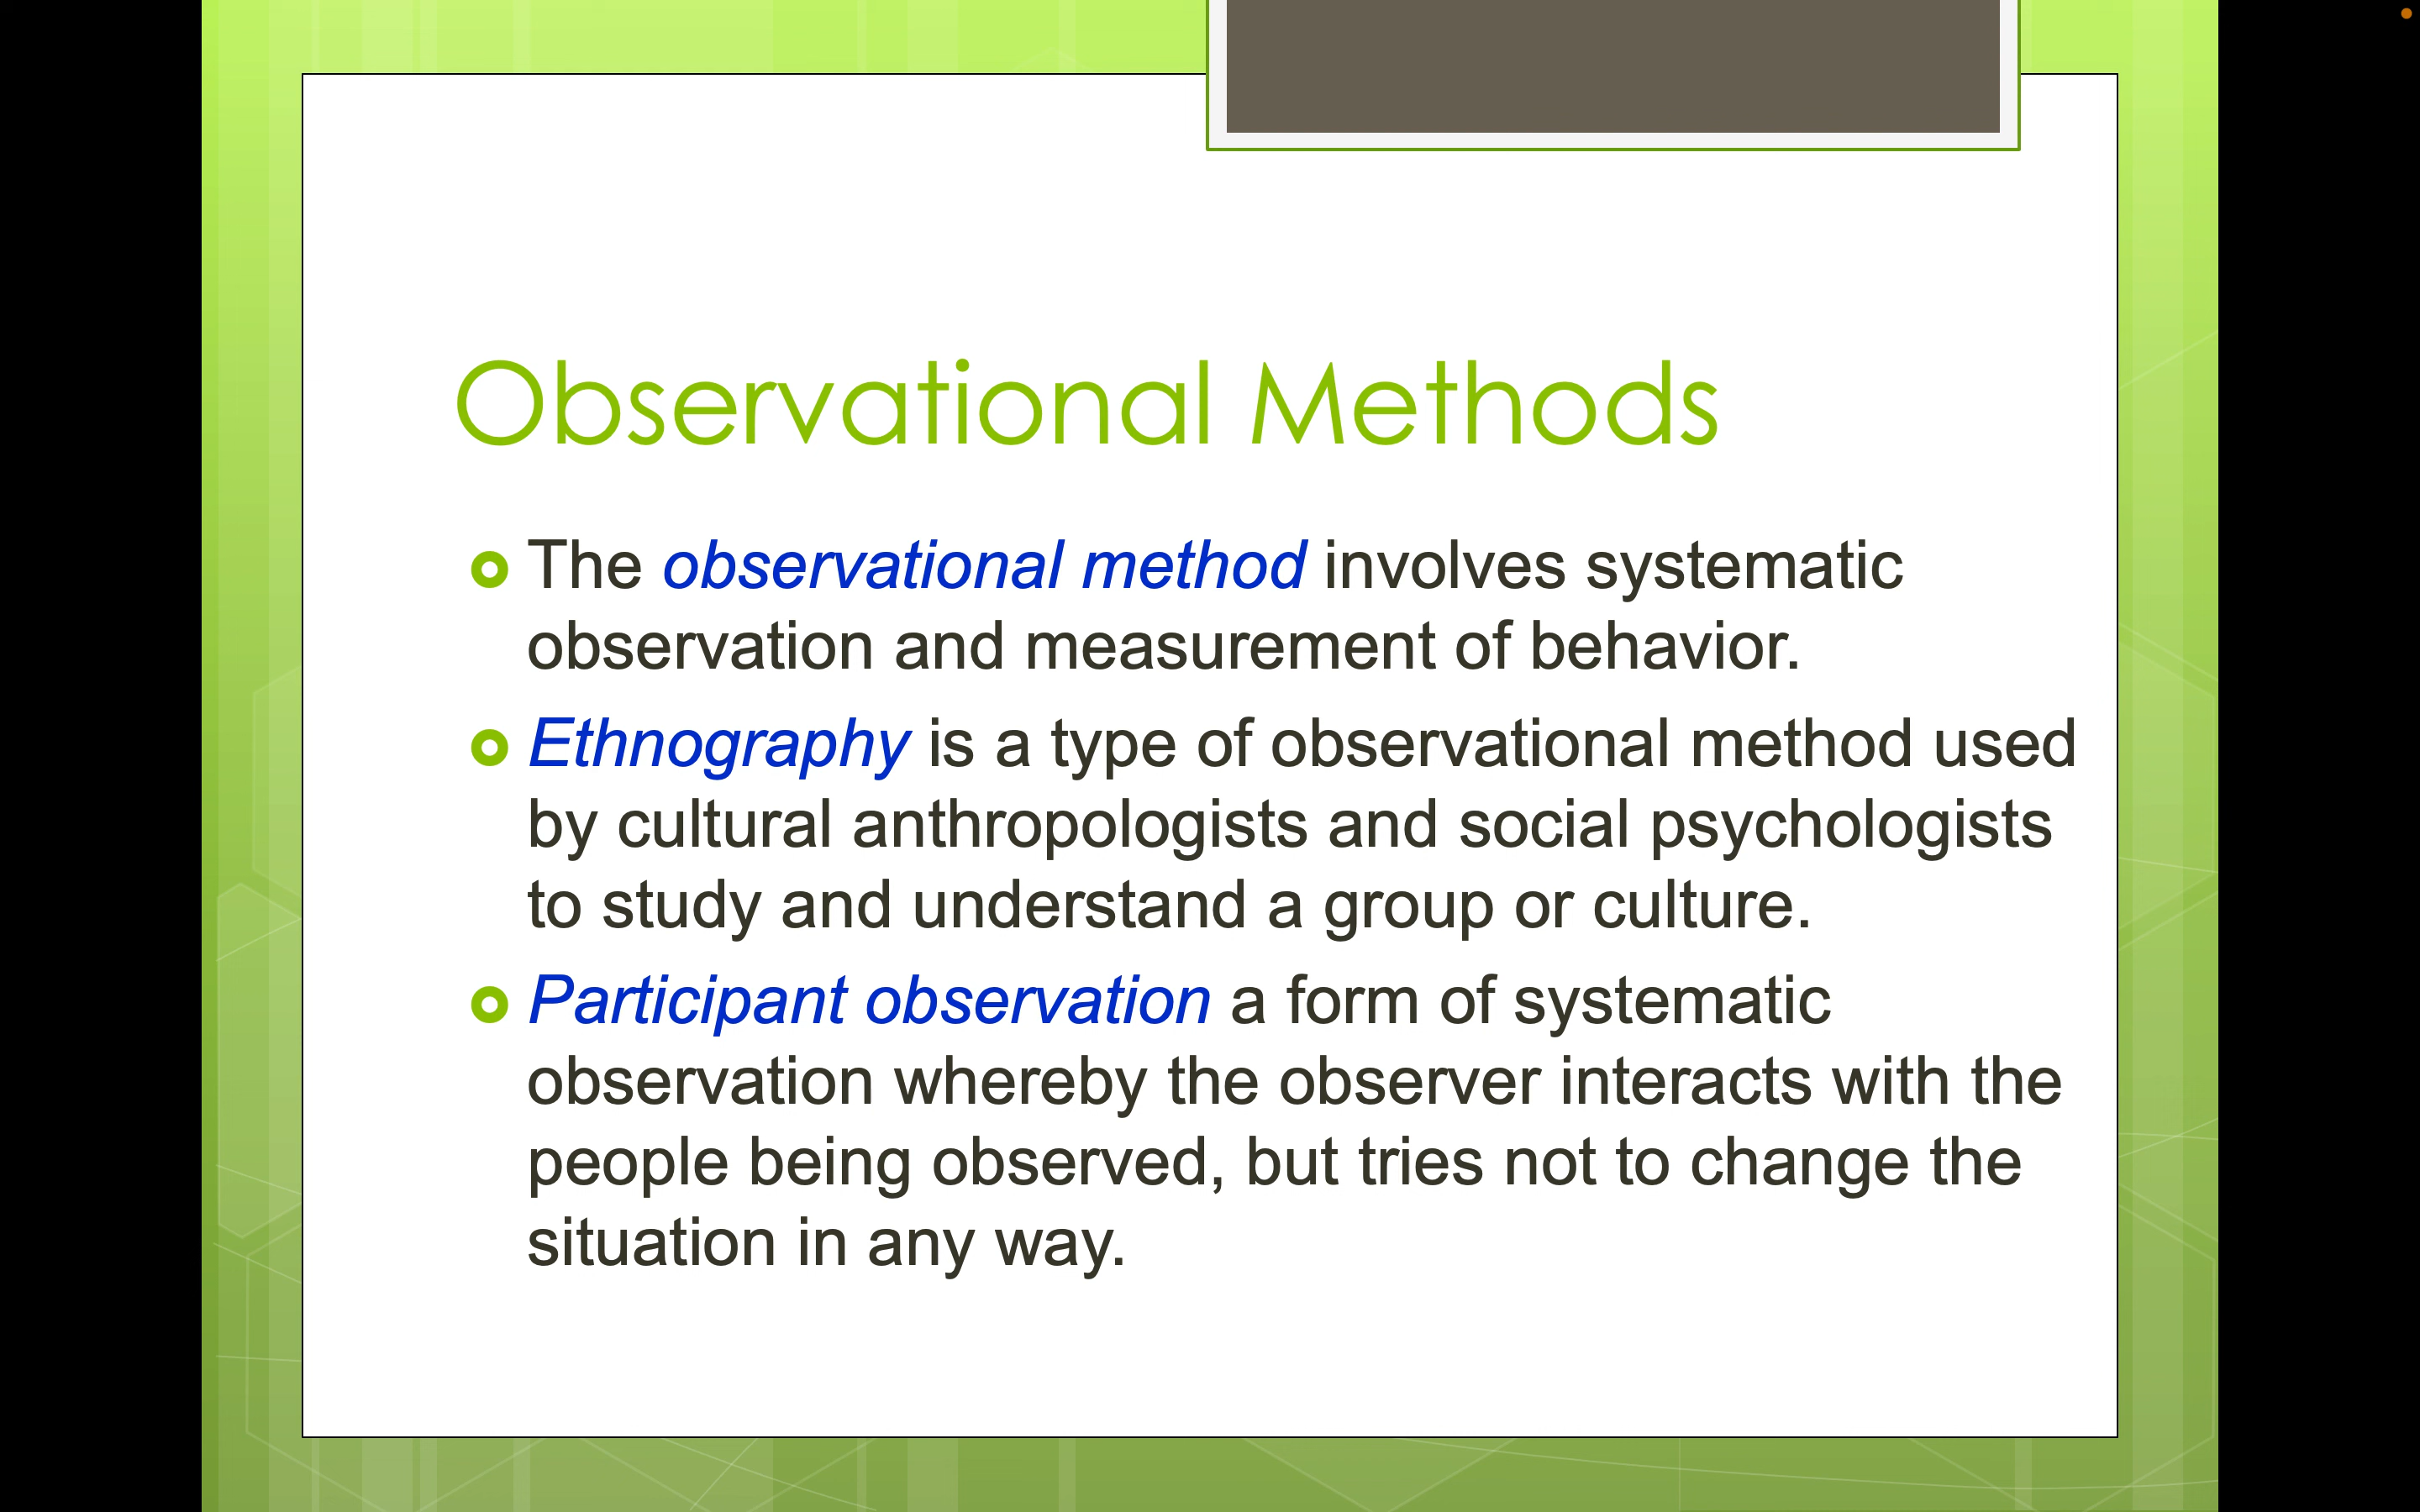 Observational Methods
The observational method involves systematic
observation and measurement of behavior.
Ethnography is a type of observational method used
by cultural anthropologists and social psychologists
to study and understand a group or culture.
Participant observation a form of systematic
observation whereby the observer interacts with the
people being observed, but tries not to change the
situation in any way.